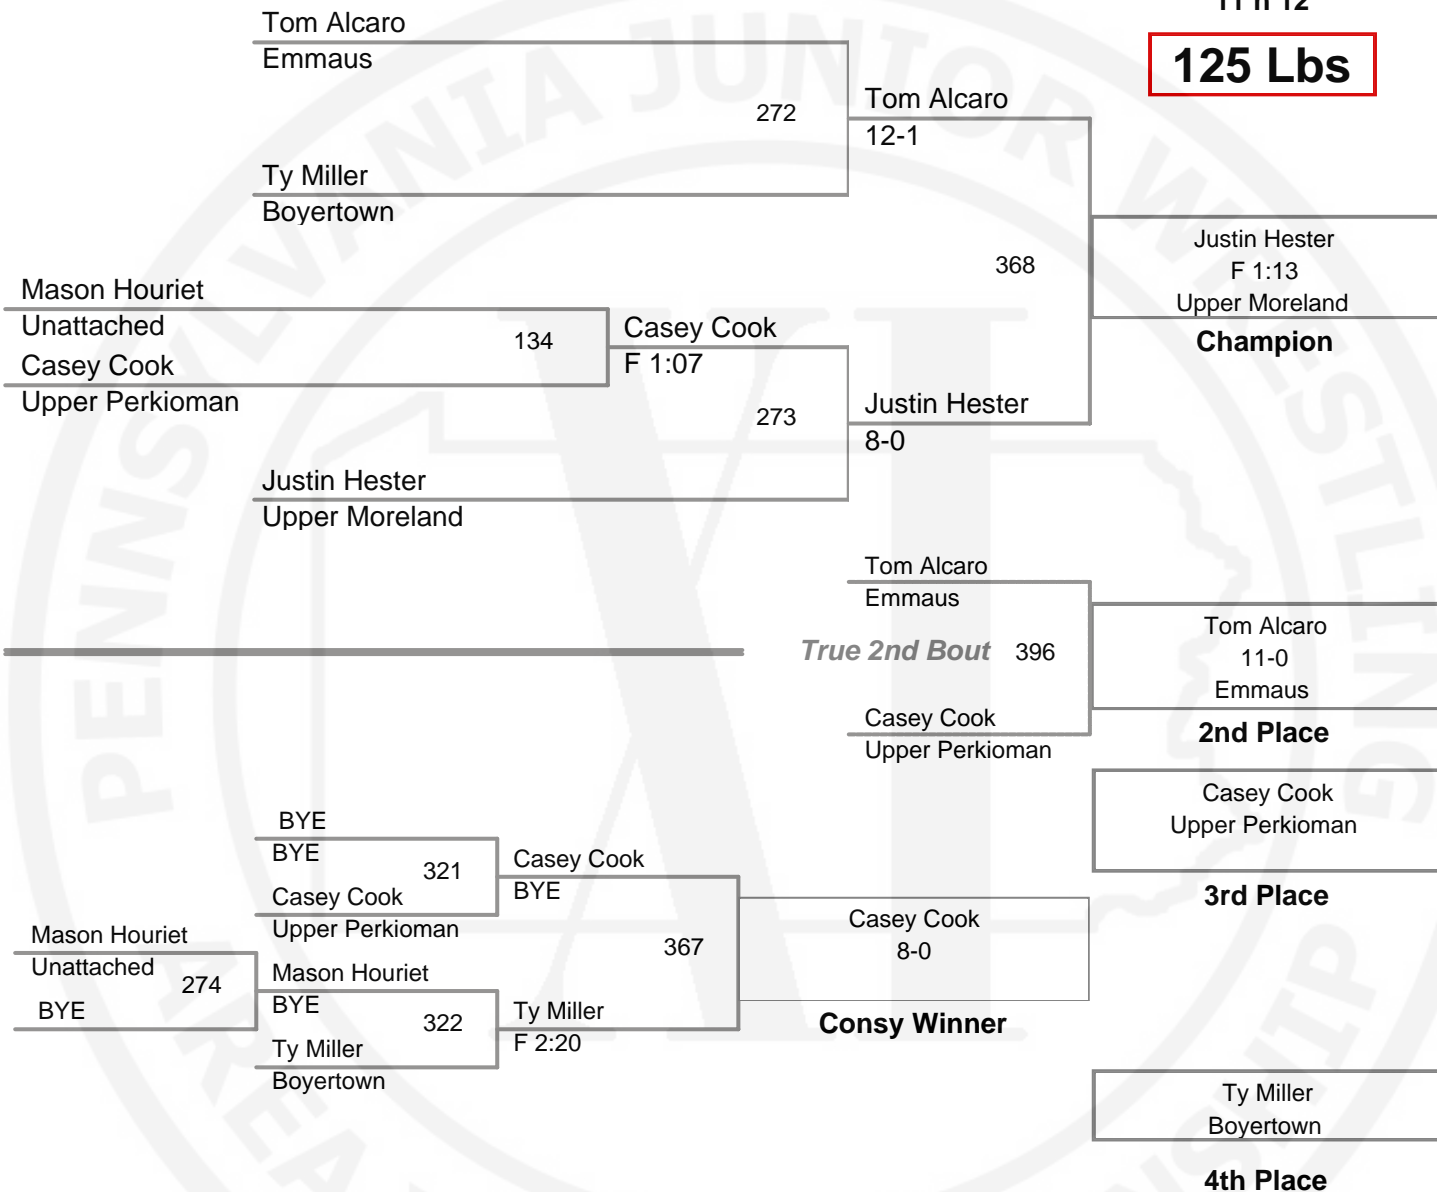 11 n 12
125 Lbs
Tom Alcaro
Emmaus
272
Tom Alcaro
12-1
Ty Miller
Boyertown
368
Justin Hester
F 1:13
Upper Moreland
Champion
Mason Houriet
Unattached
134
Casey Cook
Upper Perkioman
Casey Cook
F 1:07
273
Justin Hester
8-0
Justin Hester
Upper Moreland
Tom Alcaro
Emmaus
True 2nd Bout 396
Casey Cook
Upper Perkioman
Tom Alcaro
11-0
Emmaus
2nd Place
Casey Cook
Upper Perkioman
3rd Place
BYE
BYE
321
Casey Cook
Upper Perkioman
Casey Cook
BYE
Mason Houriet
Unattached
274
BYE
Mason Houriet
BYE
322
Ty Miller
Boyertown
Ty Miller
F 2:20
367
Casey Cook
8-0
Consy Winner
Ty Miller
Boyertown
4th Place
PENNSYLVANIA JUNIOR WRESTLING
AREA